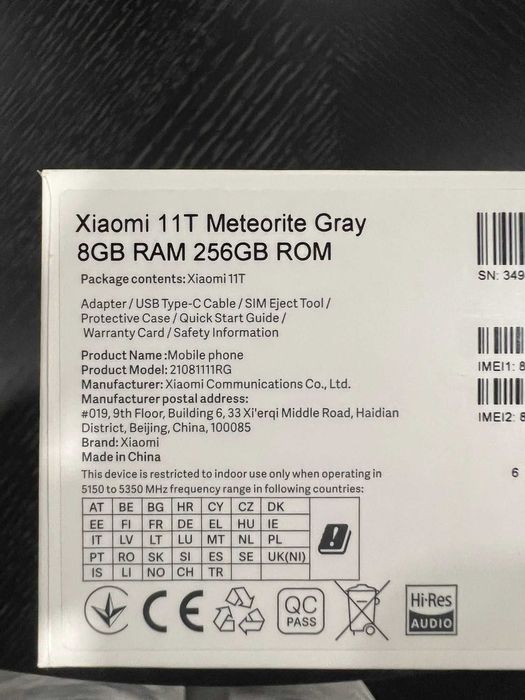 Xiaomi 11T Meteorite Gray
8GB RAM 256GB ROM
Package contents: Xiaomi 11T
Adapter / USB Type-C Cable / SIM Eject Tool /
Protective Case / Quick Start Guide /
Warranty Card / Safety Information
Product Name :Mobile phone
Product Model: 21081111RG
Manufacturer: Xiaomi Communications Co., Ltd.
Manufacturer postal address:
#019, 9th Floor, Building 6, 33 Xi'erqi Middle Road, Haidian
District, Beijing, China, 100085
Brand: Xiaomi
Made in China
This device is restricted to indoor use only when operating in
5150 to 5350 MHz frequency range in following countries:
AT BE BG HR CY CZ DK
EE FI FR DE EL HU IE
IT LV LT LU MT NL PL
PT RO SK SI ES SE UK(NI)
IS LI NO CH TR
CE
QC
PASS
Hi-Res
AUDIO
SN: 349
IMEI1: 8
IMEI2: 8
6